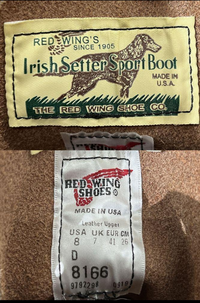 RED WING'S
SINCE 1905
Irish Setter Sport Boot
MADE IN
U.S.A.
THE RED WING SHOE CO.
RED WING
SHOES®
MADE IN USA
Leather Upper
USA UK EUR CM
8 7 41 26
D
8166